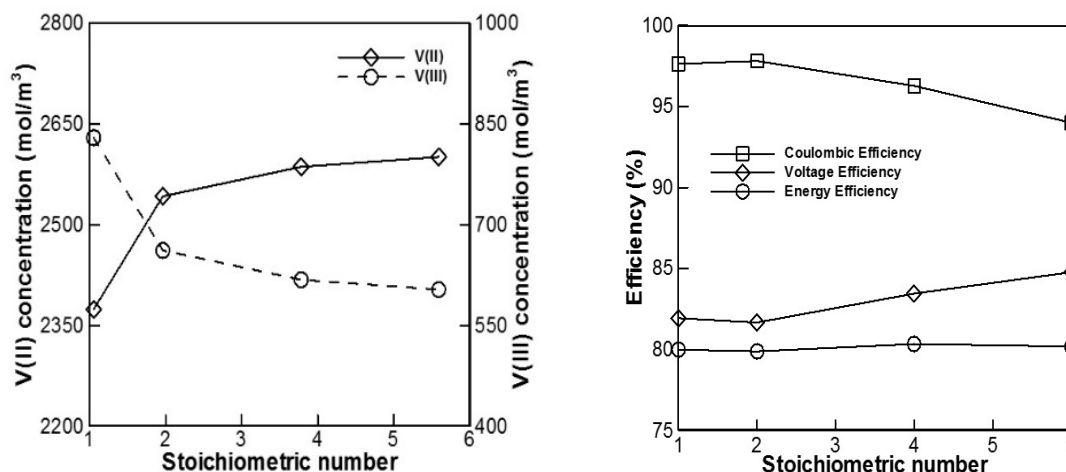 2800
2650
2500
2350
2200
V(II) concentration (mol/m³)
V(II)
V(III)
1000
850
700
550
400
V(III) concentration (mol/m³)
1 2 3 4 5 6
Stoichiometric number
100
95
90
85
80
75
Efficiency (%)
Coulombic Efficiency
Voltage Efficiency
Energy Efficiency
1 2 4 5
Stoichiometric number